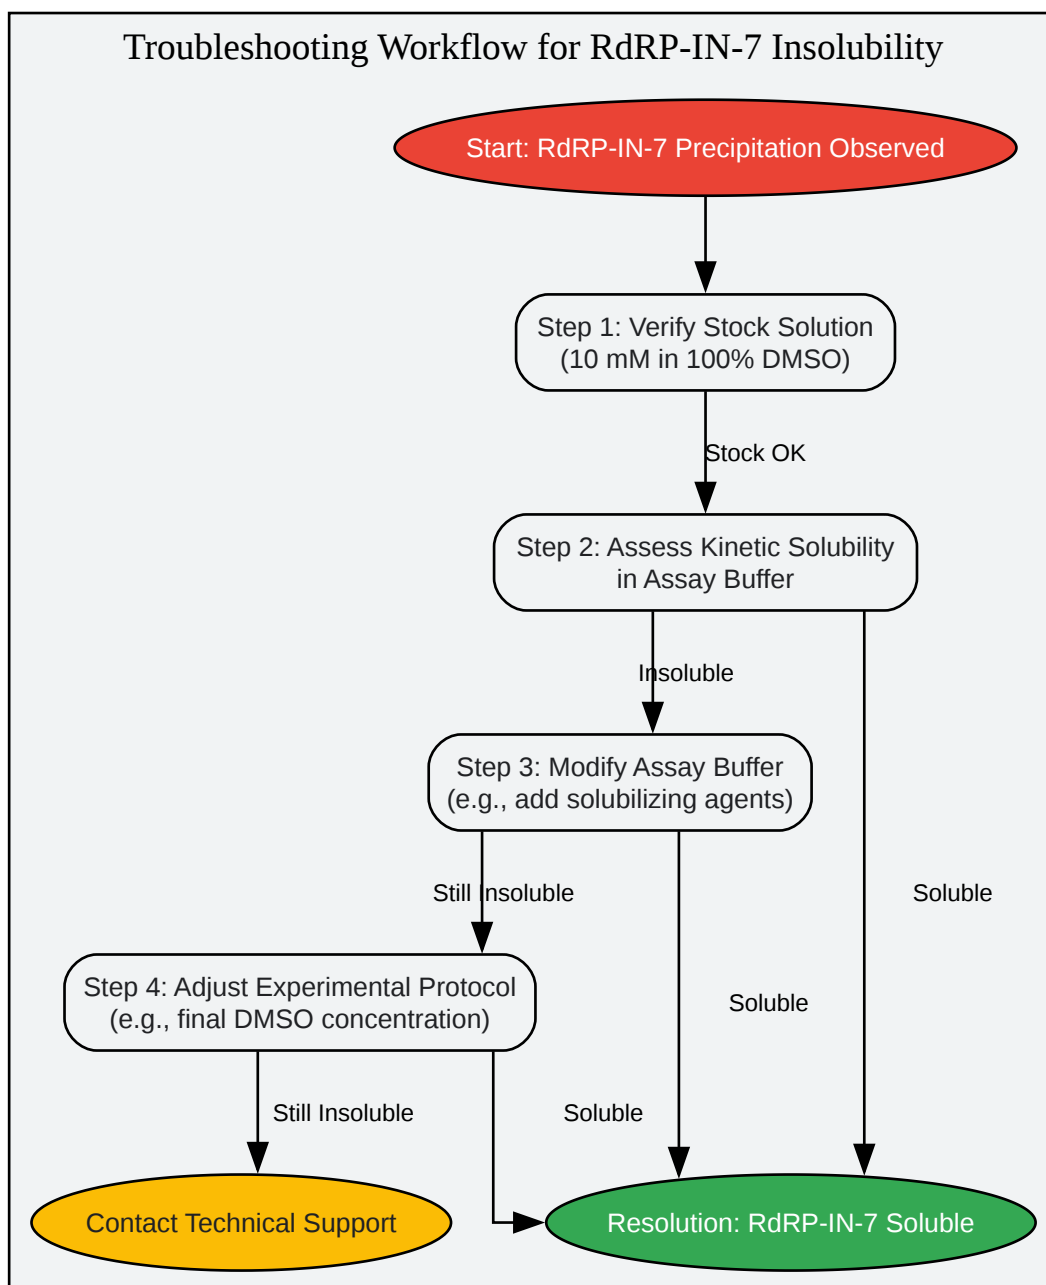 Troubleshooting Workflow for RdRP-IN-7 Insolubility
Start: RdRP-IN-7 Precipitation Observed
Step 1: Verify Stock Solution
(10 mM in 100% DMSO)
Stock OK
Step 2: Assess Kinetic Solubility
in Assay Buffer
Insoluble
Step 3: Modify Assay Buffer
(e.g., add solubilizing agents)
Still Insoluble
Soluble
Step 4: Adjust Experimental Protocol
(e.g., final DMSO concentration)
Soluble
Still Insoluble
Soluble
Contact Technical Support
Resolution: RdRP-IN-7 Soluble